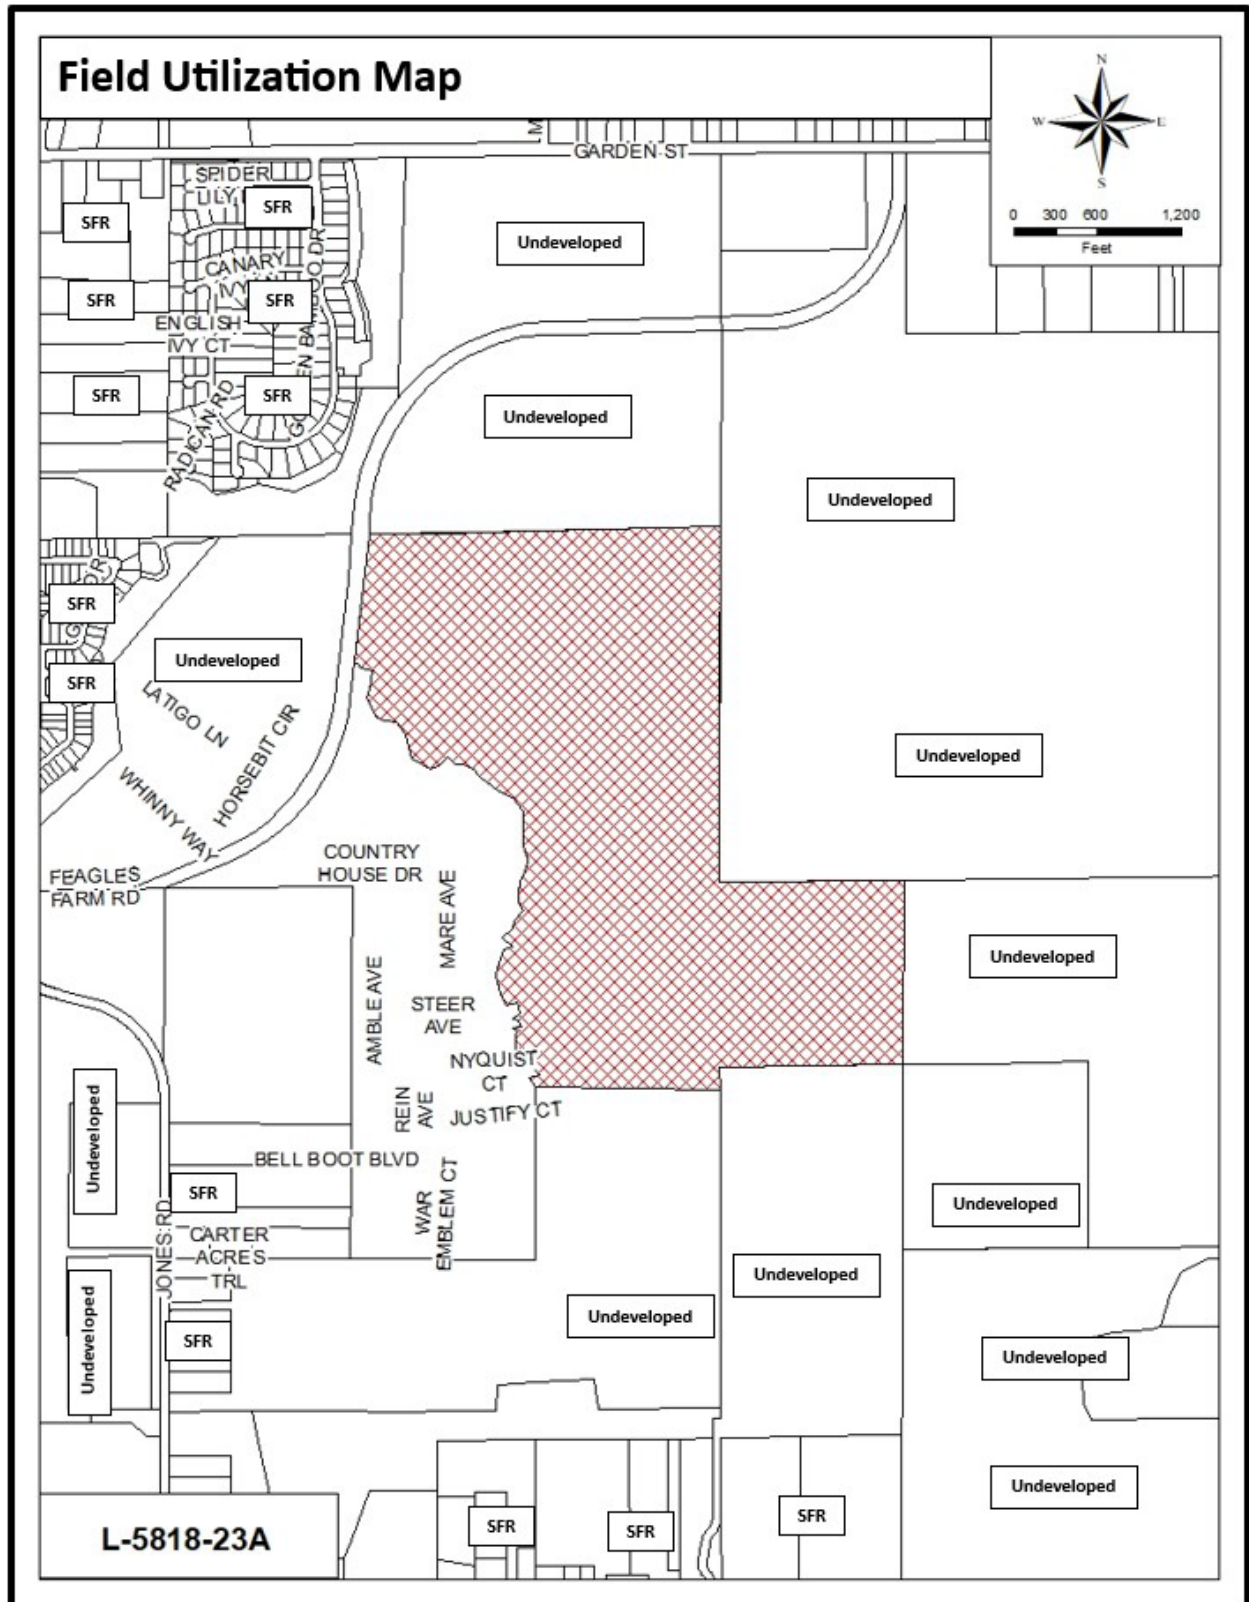 Field Utilization Map
N
W
E
S
0 300 600 1,200
Feet
M
GARDEN ST
SPIDER
LILY
SFR
SFR
Undeveloped
CANARY
IVY
SFR
SFR
ENGLISH
IVY CT
SFR
SFR
RADICAN RD
Undeveloped
Undeveloped
SFR
DR
Undeveloped
SFR
LATIGO LN
HORSEBIT CIR
WHINNY WAY
Undeveloped
COUNTRY
HOUSE DR
FEAGLES
FARM RD
MARE AVE
AMBLE AVE
Undeveloped
STEER
AVE
NYQUIST
CT
REIN
AVE
JUSTIFY CT
Undeveloped
BELL BOOT BLVD
SFR
WAR
EMBLEM CT
Undeveloped
JONES RD
CARTER
ACRES
TRL
Undeveloped
Undeveloped
Undeveloped
SFR
Undeveloped
Undeveloped
SFR
SFR
SFR
L-5818-23A